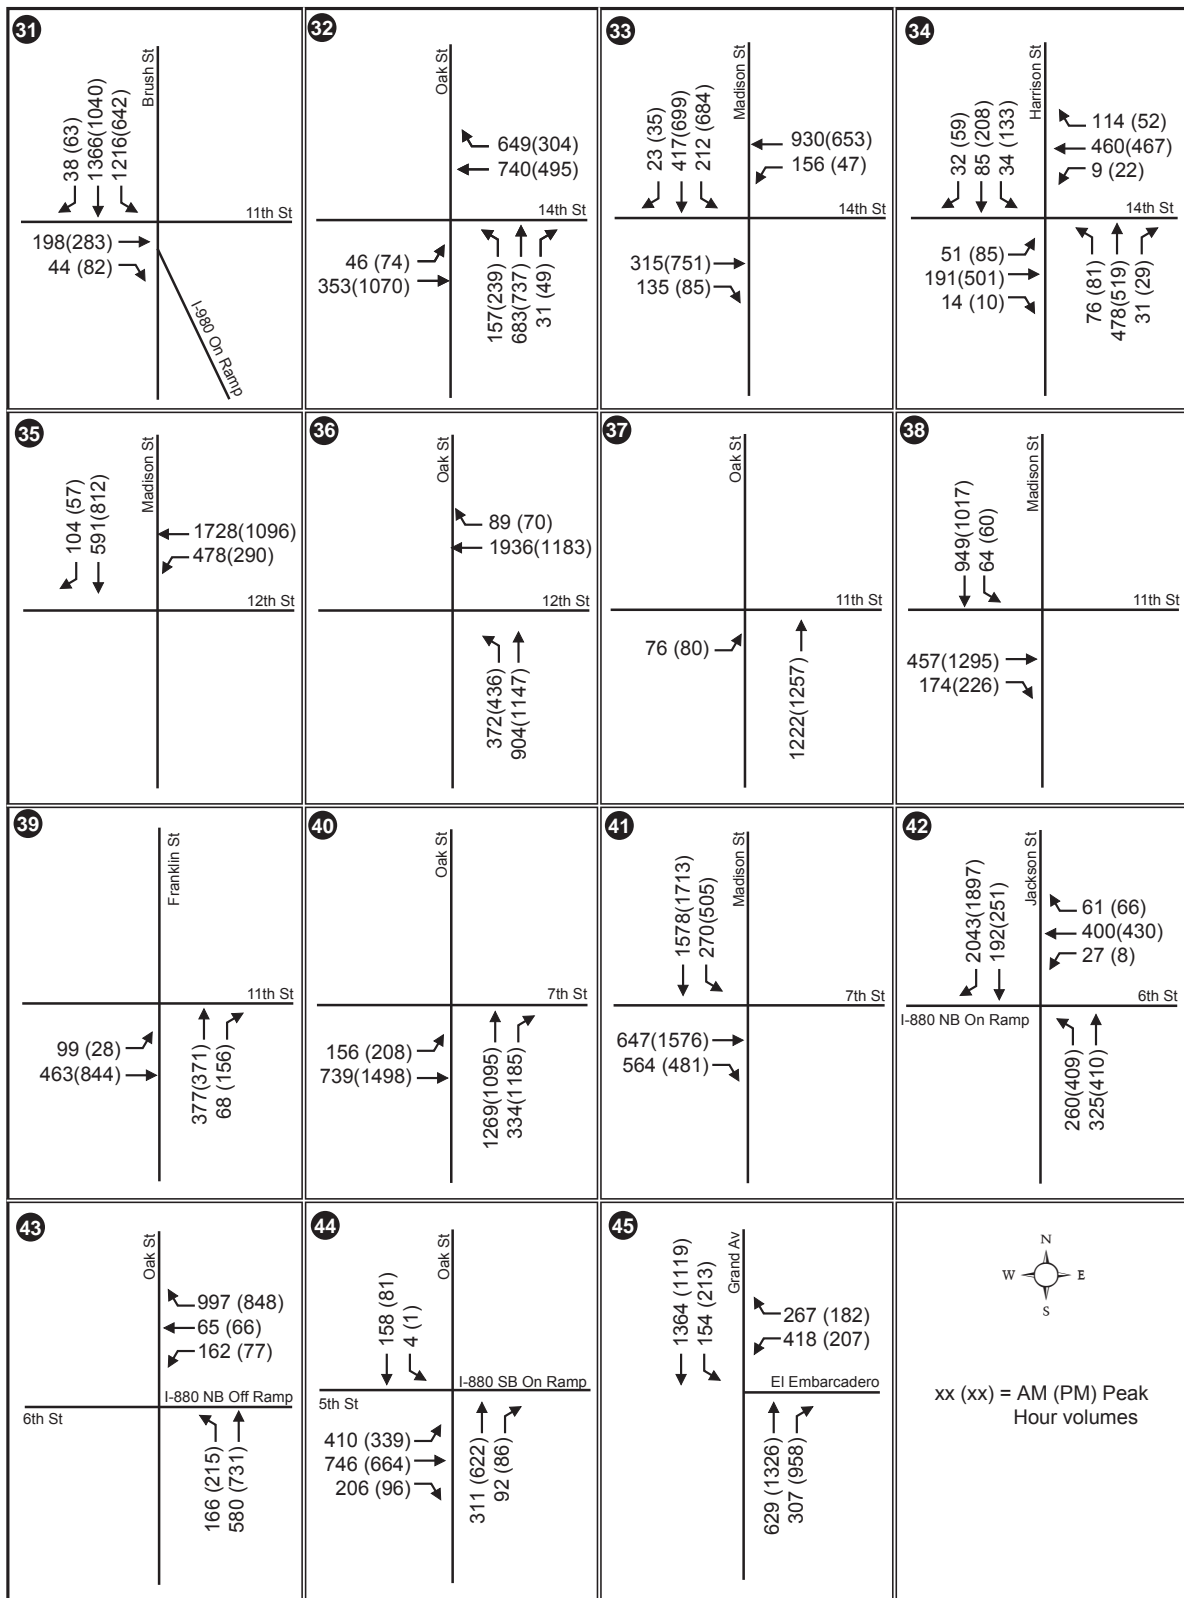 31
Brush St
38 (63)
1366(1040)
1216(642)
11th St
198(283)
44 (82)
I-980 On Ramp
32
Oak St
649(304)
740(495)
14th St
46 (74)
353(1070)
157(239)
683(737)
31 (49)
33
Madison St
23 (35)
417(699)
212 (684)
930(653)
156 (47)
14th St
315(751)
135 (85)
34
Harrison St
32 (59)
85 (208)
34 (133)
114 (52)
460(467)
9 (22)
14th St
51 (85)
191(501)
14 (10)
76 (81)
478(519)
31 (29)
35
Madison St
104 (57)
591(812)
1728(1096)
478(290)
12th St
36
Oak St
89 (70)
1936(1183)
12th St
372(436)
904(1147)
37
Oak St
11th St
76 (80)
1222(1257)
38
Madison St
949(1017)
64 (60)
11th St
457(1295)
174(226)
39
Franklin St
11th St
99 (28)
463(844)
377(371)
68 (156)
40
Oak St
7th St
156 (208)
739(1498)
1269(1095)
334(1185)
41
Madison St
1578(1713)
270(505)
7th St
647(1576)
564 (481)
42
Jackson St
2043(1897)
192(251)
61 (66)
400(430)
27 (8)
6th St
I-880 NB On Ramp
260(409)
325(410)
43
Oak St
997 (848)
65 (66)
162 (77)
I-880 NB Off Ramp
6th St
166 (215)
580 (731)
44
Oak St
158 (81)
4 (1)
I-880 SB On Ramp
5th St
410 (339)
746 (664)
206 (96)
311 (622)
92 (86)
45
Grand Av
1364 (1119)
154 (213)
267 (182)
418 (207)
El Embarcadero
629 (1326)
307 (958)
N
W E
S
xx (xx) = AM (PM) Peak
Hour volumes